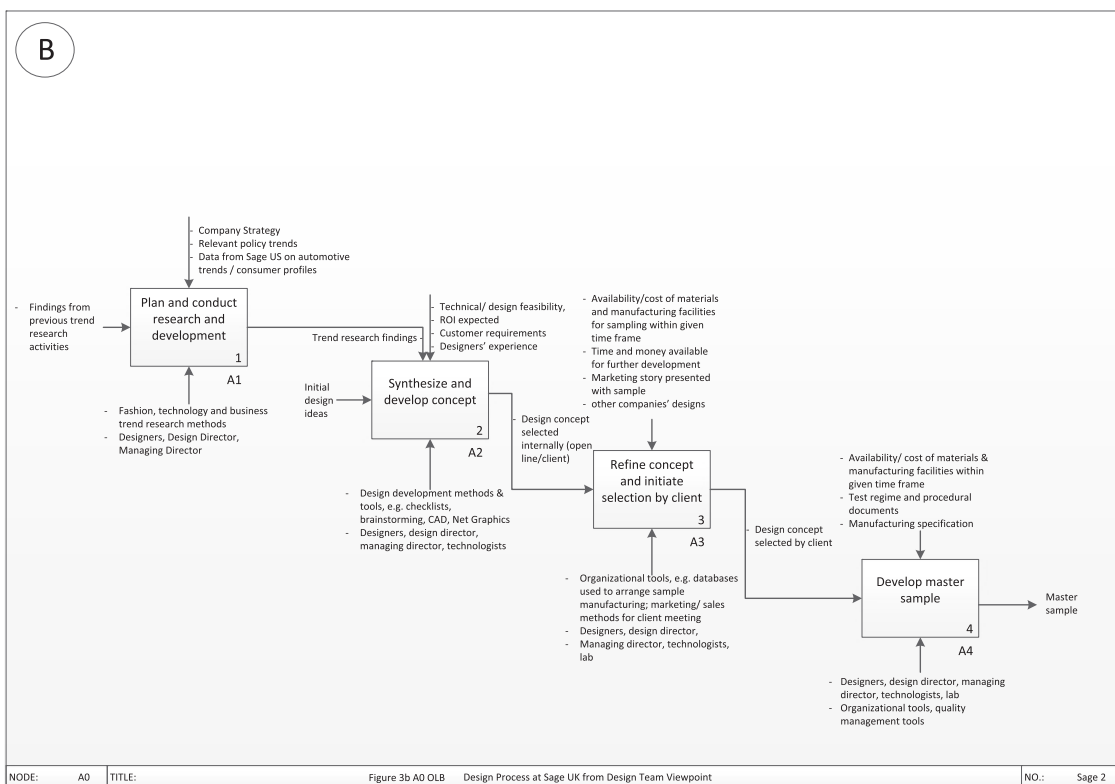 B
- Company Strategy
- Relevant policy trends
- Data from Sage US on automotive
trends / consumer profiles
- Findings from
previous trend
research
activities
Plan and conduct
research and
development
1
A1
- Fashion, technology and business
trend research methods
- Designers, Design Director,
Managing Director
Trend research findings
- Technical/ design feasibility,
- ROI expected
- Customer requirements
- Designers’ experience
Initial
design
ideas
Synthesize and
develop concept
2
A2
- Design development methods &
tools, e.g. checklists,
brainstorming, CAD, Net Graphics
- Designers, design director,
managing director, technologists
- Design concept
selected
internally (open
line/client)
- Availability/cost of materials
and manufacturing facilities
for sampling within given
time frame
- Time and money available
for further development
- Marketing story presented
with sample
- other companies’ designs
Refine concept
and initiate
selection by client
3
A3
- Organizational tools, e.g. databases
used to arrange sample
manufacturing; marketing/ sales
methods for client meeting
- Designers, design director,
- Managing director, technologists,
lab
- Design concept
selected by client
- Availability/ cost of materials &
manufacturing facilities within
given time frame
- Test regime and procedural
documents
- Manufacturing specification
Develop master
sample
4
A4
Master
sample
- Designers, design director, managing
director, technologists, lab
- Organizational tools, quality
management tools
NODE: A0 TITLE: Figure 3b A0 OLB Design Process at Sage UK from Design Team Viewpoint NO.: Sage 2